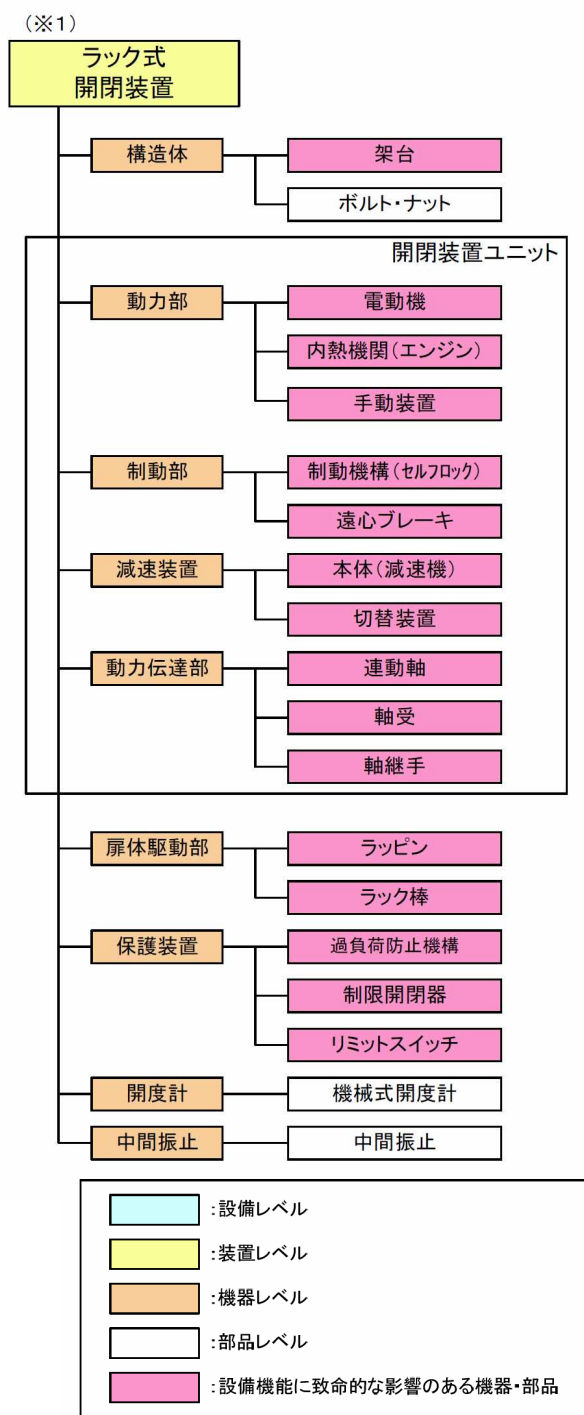 (※1)
ラック式
開閉装置
構造体
架台
ボルト・ナット
開閉装置ユニット
動力部
電動機
内熱機関(エンジン)
手動装置
制動部
制動機構(セルフロック)
遠心ブレーキ
減速装置
本体(減速機)
切替装置
動力伝達部
連動軸
軸受
軸継手
扉体駆動部
ラッピン
ラック棒
保護装置
過負荷防止機構
制限開閉器
リミットスイッチ
開度計
機械式開度計
中間振止
中間振止
:設備レベル
:装置レベル
:機器レベル
:部品レベル
:設備機能に致命的な影響のある機器・部品